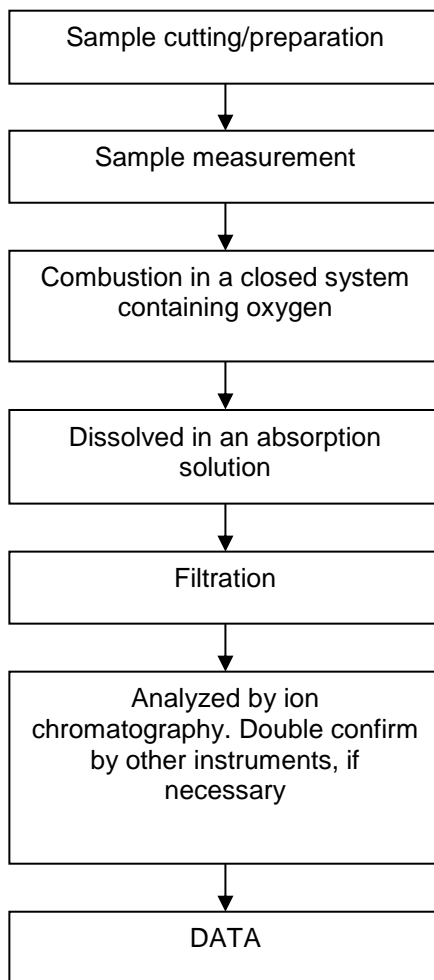 Sample cutting/preparation
Sample measurement
Combustion in a closed system
containing oxygen
Dissolved in an absorption
solution
Filtration
Analyzed by ion
chromatography. Double confirm
by other instruments, if
necessary
DATA